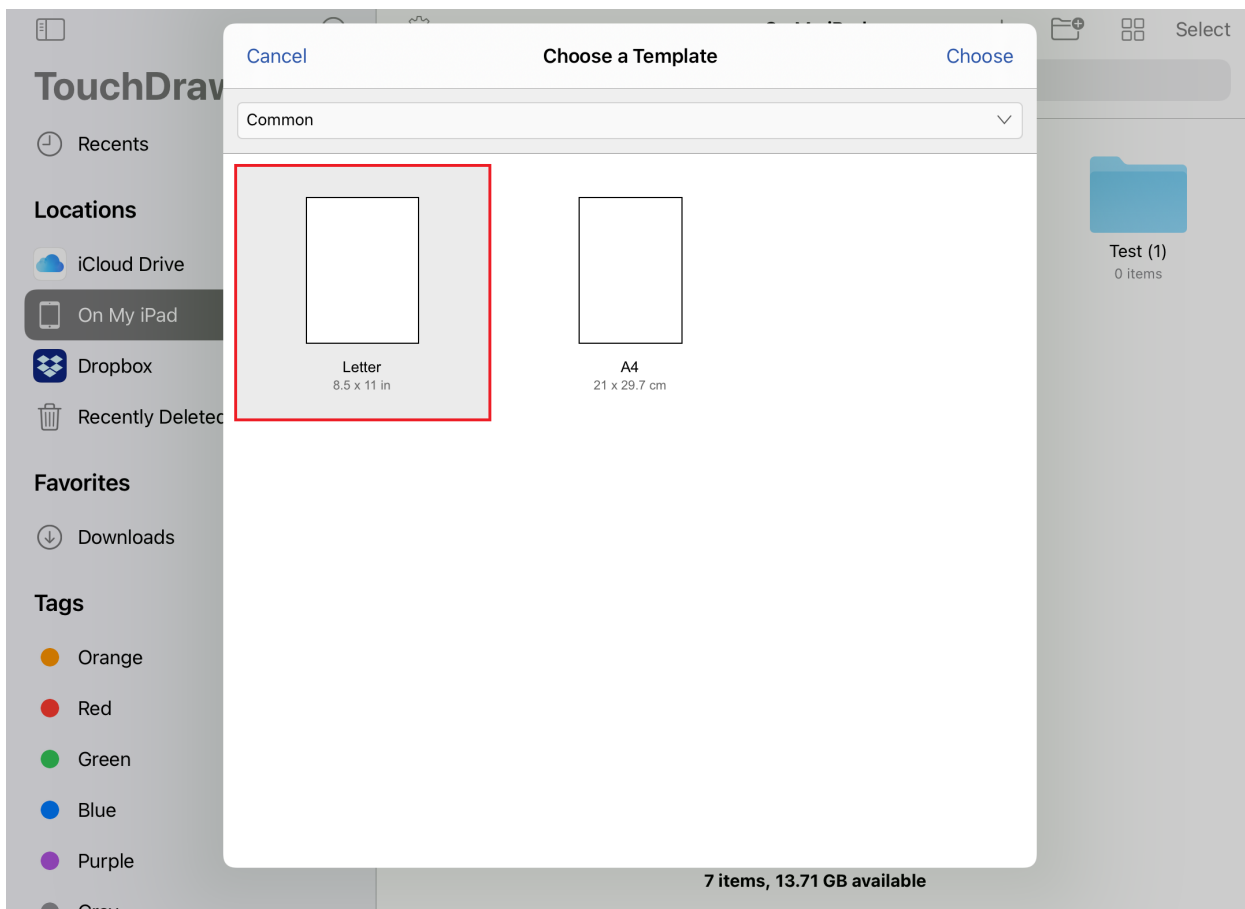 Select
TouchDraw
Recents
Locations
iCloud Drive
On My iPad
Dropbox
Recently Deleted
Favorites
Downloads
Tags
Orange
Red
Green
Blue
Purple
Cancel
Choose a Template
Choose
Common
Letter
8.5 x 11 in
A4
21 x 29.7 cm
Test (1)
0 items
7 items, 13.71 GB available